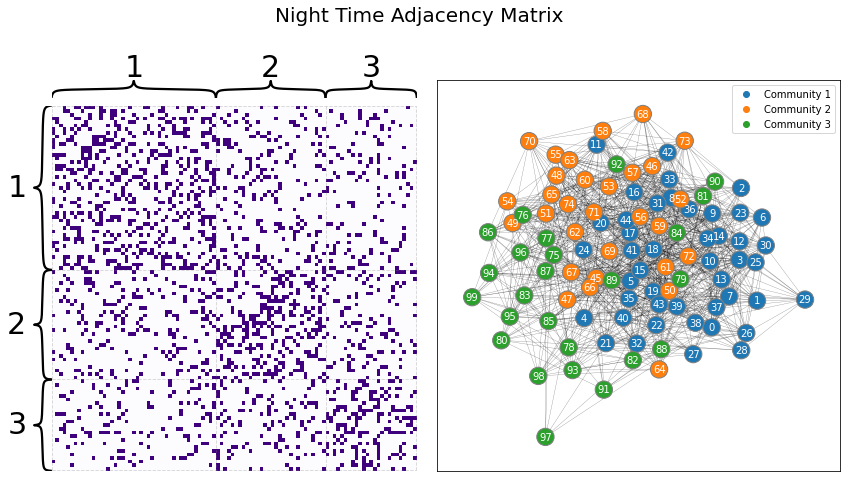 Night Time Adjacency Matrix
1 2 3
1
2
3
Community 1
Community 2
Community 3
68
58
70 11 73
55 63 42
92 57 46
48 60 33 90
53 16 2
65 81
54 74 31 52
76 51 71 56 36 9 23 6
49 20 44
86 62 17 59 84
77 34 14 12 30
96 75 24 69 41 18 72
10 3 25
94 87 67 45 15 61
89 5 79 13
99 83 47 66 19 50 7 1 29
35 43 39 37
95 85 4 40 22 38 0 26
80 78 21 32 88 27 28
98 93 82 64
91
97